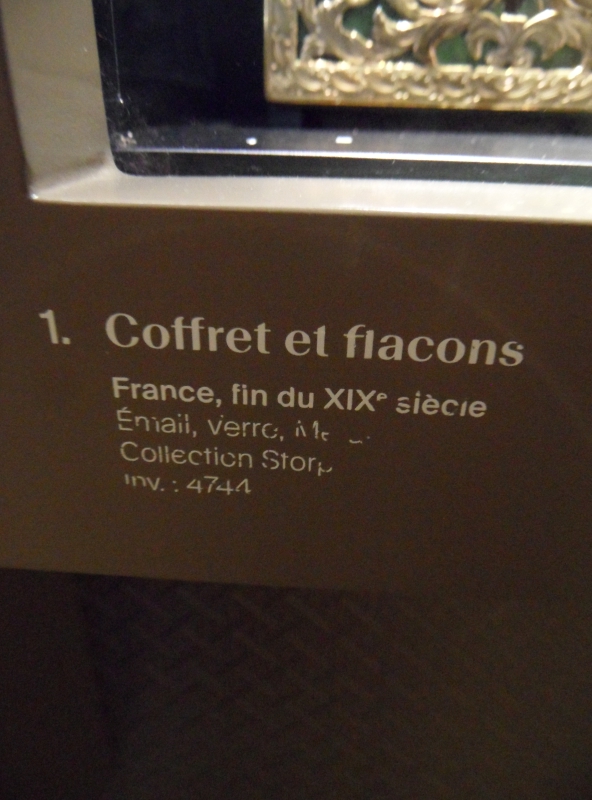 1. Coffret et flacons
France, fin du XIXe siècle
Émail, verre,
Collection
Inv. : 4744